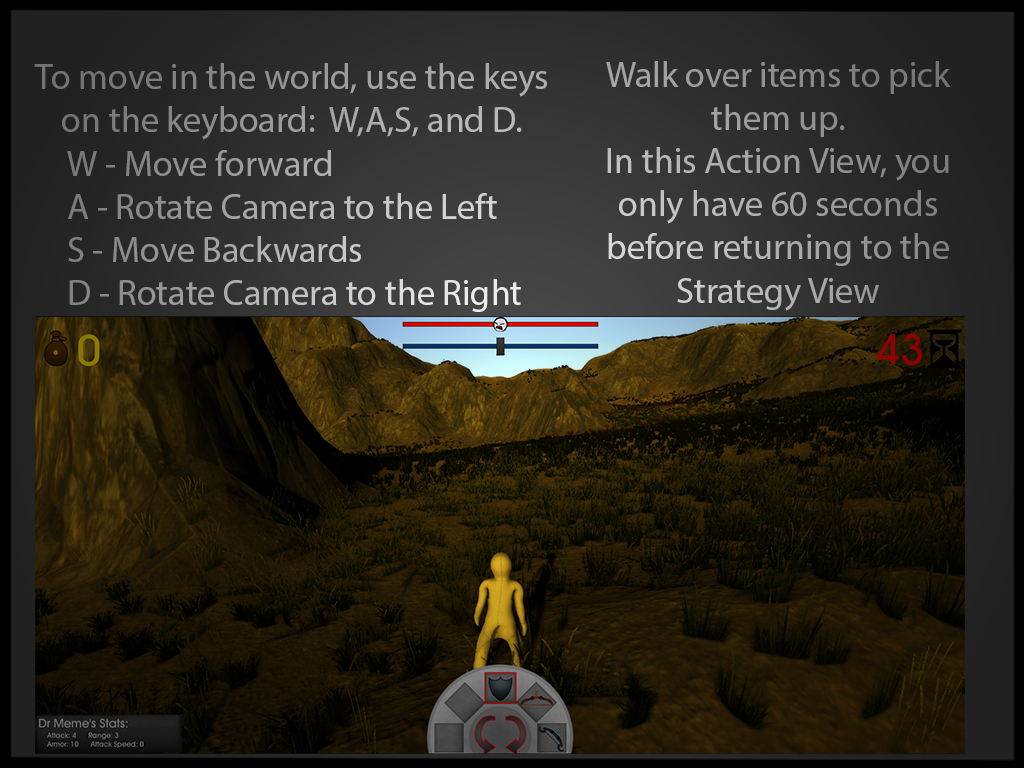 To move in the world, use the keys
on the keyboard:  W,A,S, and D.
W - Move forward
A - Rotate Camera to the Left
S - Move Backwards
D - Rotate Camera to the Right
Walk over items to pick
them up.
In this Action View, you
only have 60 seconds
before returning to the
Strategy View
0
43
Dr Meme's Stats:
Attack: 4 Range: 3
Armor: 10 Attack Speed: 0